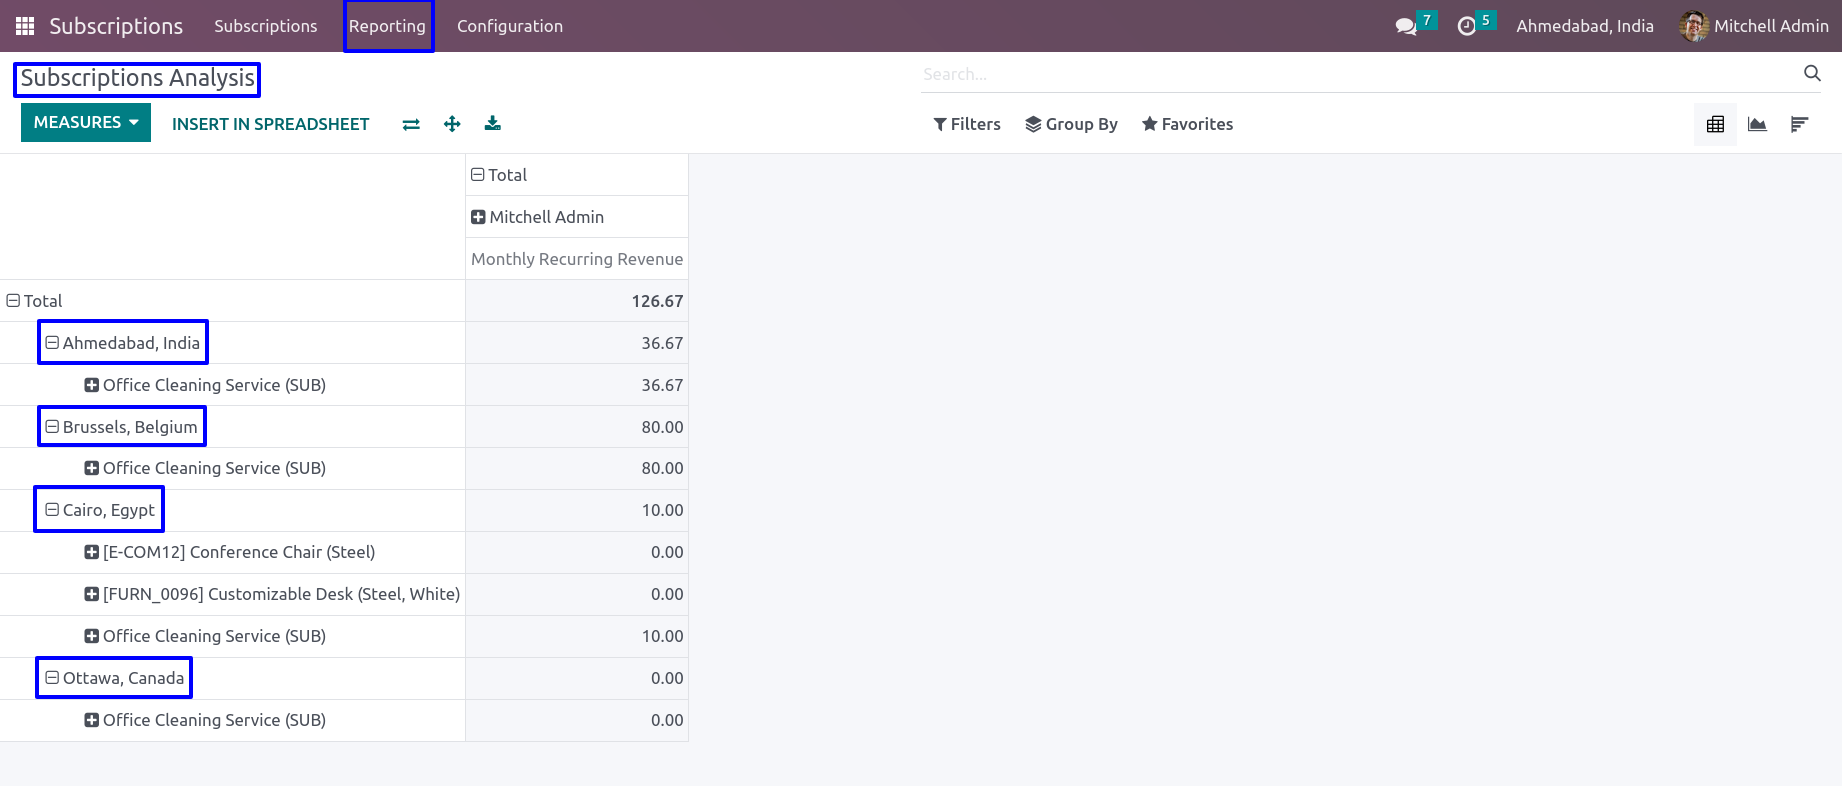 Subscriptions Subscriptions Reporting Configuration 7 5 Ahmedabad, India Mitchell Admin
Subscriptions Analysis Search...
MEASURES INSERT IN SPREADSHEET Filters Group By Favorites
Total
Mitchell Admin
Monthly Recurring Revenue
Total 126.67
Ahmedabad, India 36.67
Office Cleaning Service (SUB) 36.67
Brussels, Belgium 80.00
Office Cleaning Service (SUB) 80.00
Cairo, Egypt 10.00
[E-COM12] Conference Chair (Steel) 0.00
[FURN_0096] Customizable Desk (Steel, White) 0.00
Office Cleaning Service (SUB) 10.00
Ottawa, Canada 0.00
Office Cleaning Service (SUB) 0.00